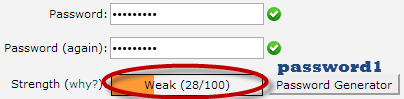 Password: •••••••••
Password (again): •••••••••
password1
Strength (why?) Weak (28/100) Password Generator